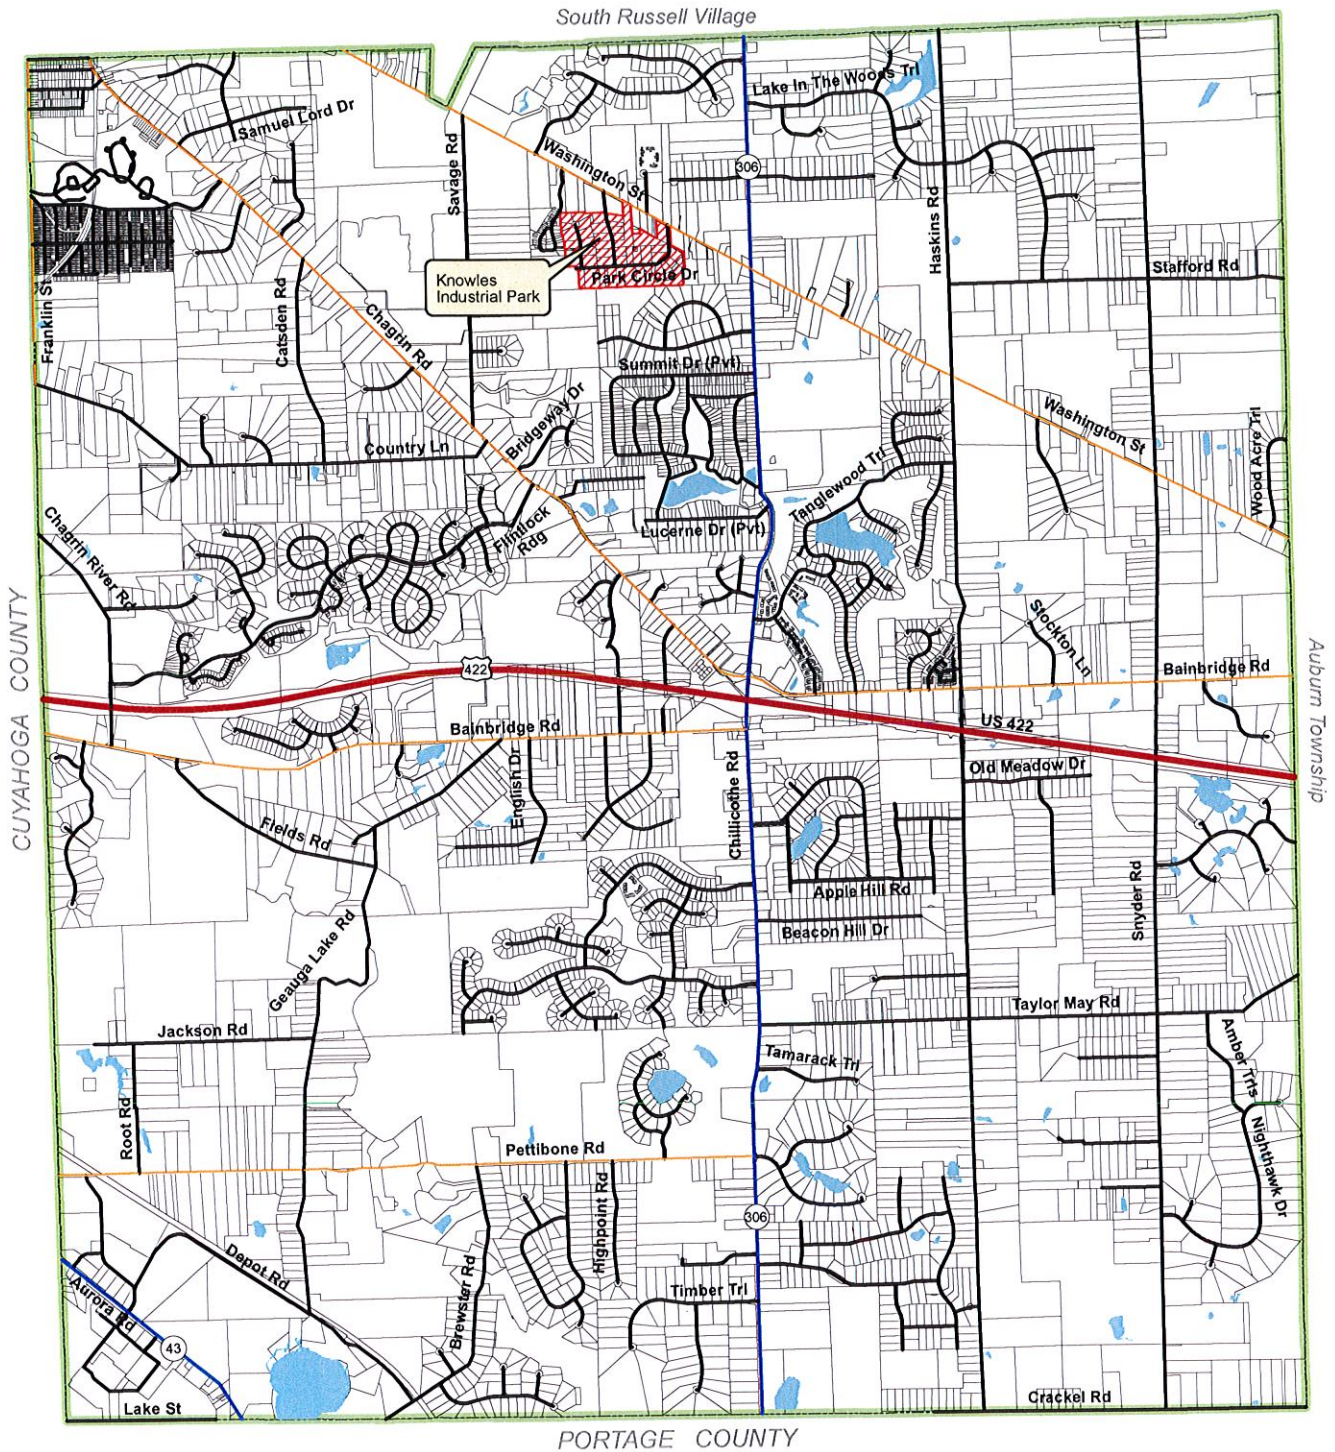 South Russell Village
Lake In The Woods Trl
Samuel Lord Dr
Savage Rd
Washington St
306
Haskins Rd
Stafford Rd
Park Circle Dr
Knowles
Industrial Park
Franklin St
Catsden Rd
Chagrin Rd
Summit Dr (Pvt)
Bridgeway Dr
Washington St
Wood Acre Trl
Country Ln
Tanglewood Trl
Chagrin River Rd
Flintlock
Rdg
Lucerne Dr (Pvt)
CUYAHOGA COUNTY
Stockton Ln
Auburn Township
422
Bainbridge Rd
Bainbridge Rd
US 422
English Dr
Chillicothe Rd
Old Meadow Dr
Fields Rd
Apple Hill Rd
Snyder Rd
Beacon Hill Dr
Geauga Lake Rd
Taylor May Rd
Jackson Rd
Amber Trls
Tamarack Trl
Root Rd
Pettibone Rd
Nighthawk Dr
Highpoint Rd
306
Depot Rd
Brewster Rd
Timber Trl
Aurora Rd
43
Lake St
Crackel Rd
PORTAGE COUNTY